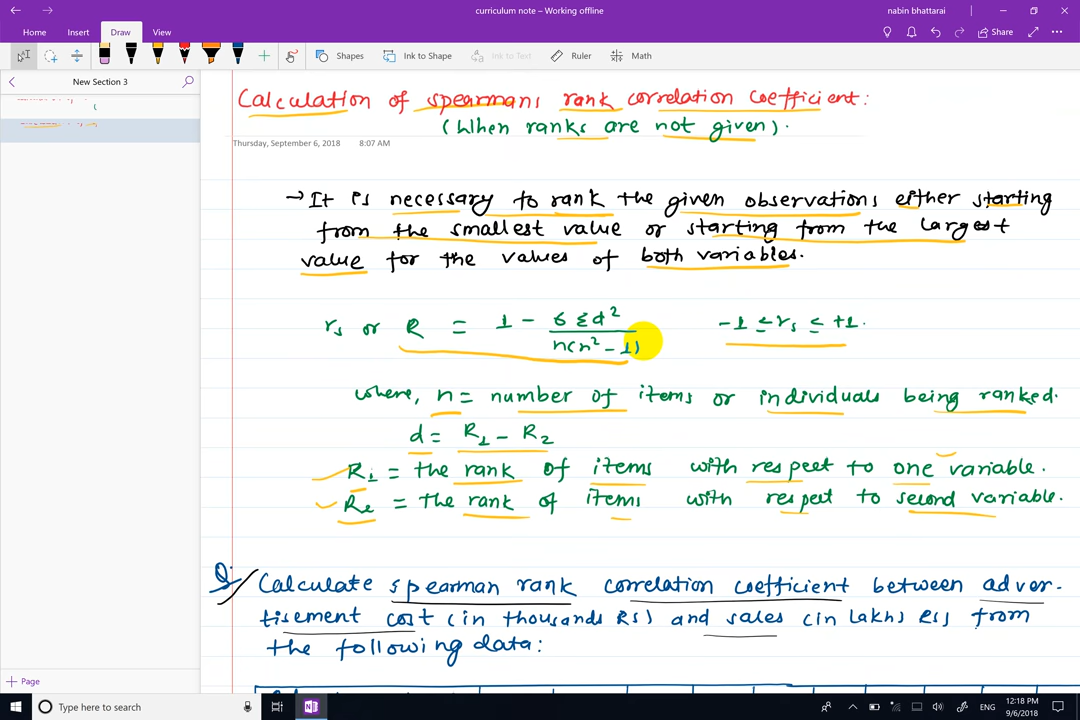 curriculum note – Working offline
nabin bhattarai
Home Insert Draw View
Share
Shapes Ink to Shape Ink to Text Ruler Math
New Section 3
Calculation of spearmans rank correlation coefficient:
(When ranks are not given).
Thursday, September 6, 2018 8:07 AM
→ It is necessary to rank the given observations either starting
from the smallest value or starting from the largest
value for the values of both variables.
rs or R = 1 - 6Σd² / n(n² - 1) -1 ≤ rs ≤ +1.
where, n = number of items or individuals being ranked.
d = R1 - R2
R1 = the rank of items with respect to one variable.
R2 = the rank of items with respect to second variable.
Q. Calculate spearman rank correlation coefficient between adver-
tisement cost (in thousands Rs) and sales (in lakhs Rs) from
the following data:
+ Page
Type here to search
ENG
12:18 PM
9/6/2018